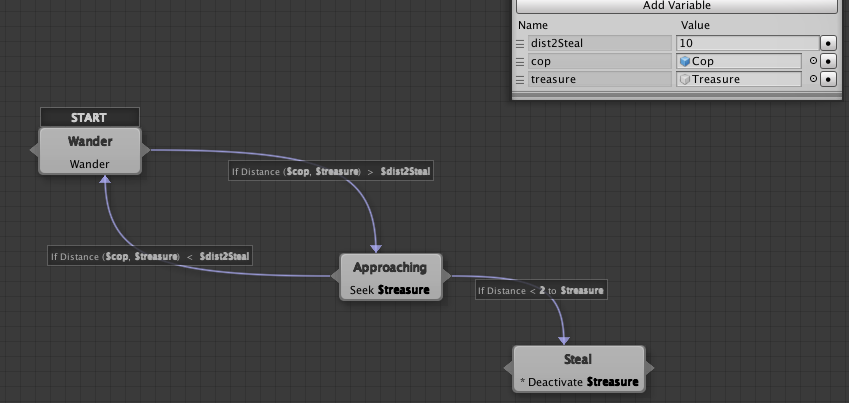 Add Variable
Name Value
dist2Steal 10
cop Cop
treasure Treasure
START
Wander
Wander
If Distance ($cop, $treasure) > $dist2Steal
If Distance ($cop, $treasure) < $dist2Steal
Approaching
Seek $treasure
If Distance < 2 to $treasure
Steal
* Deactivate $treasure